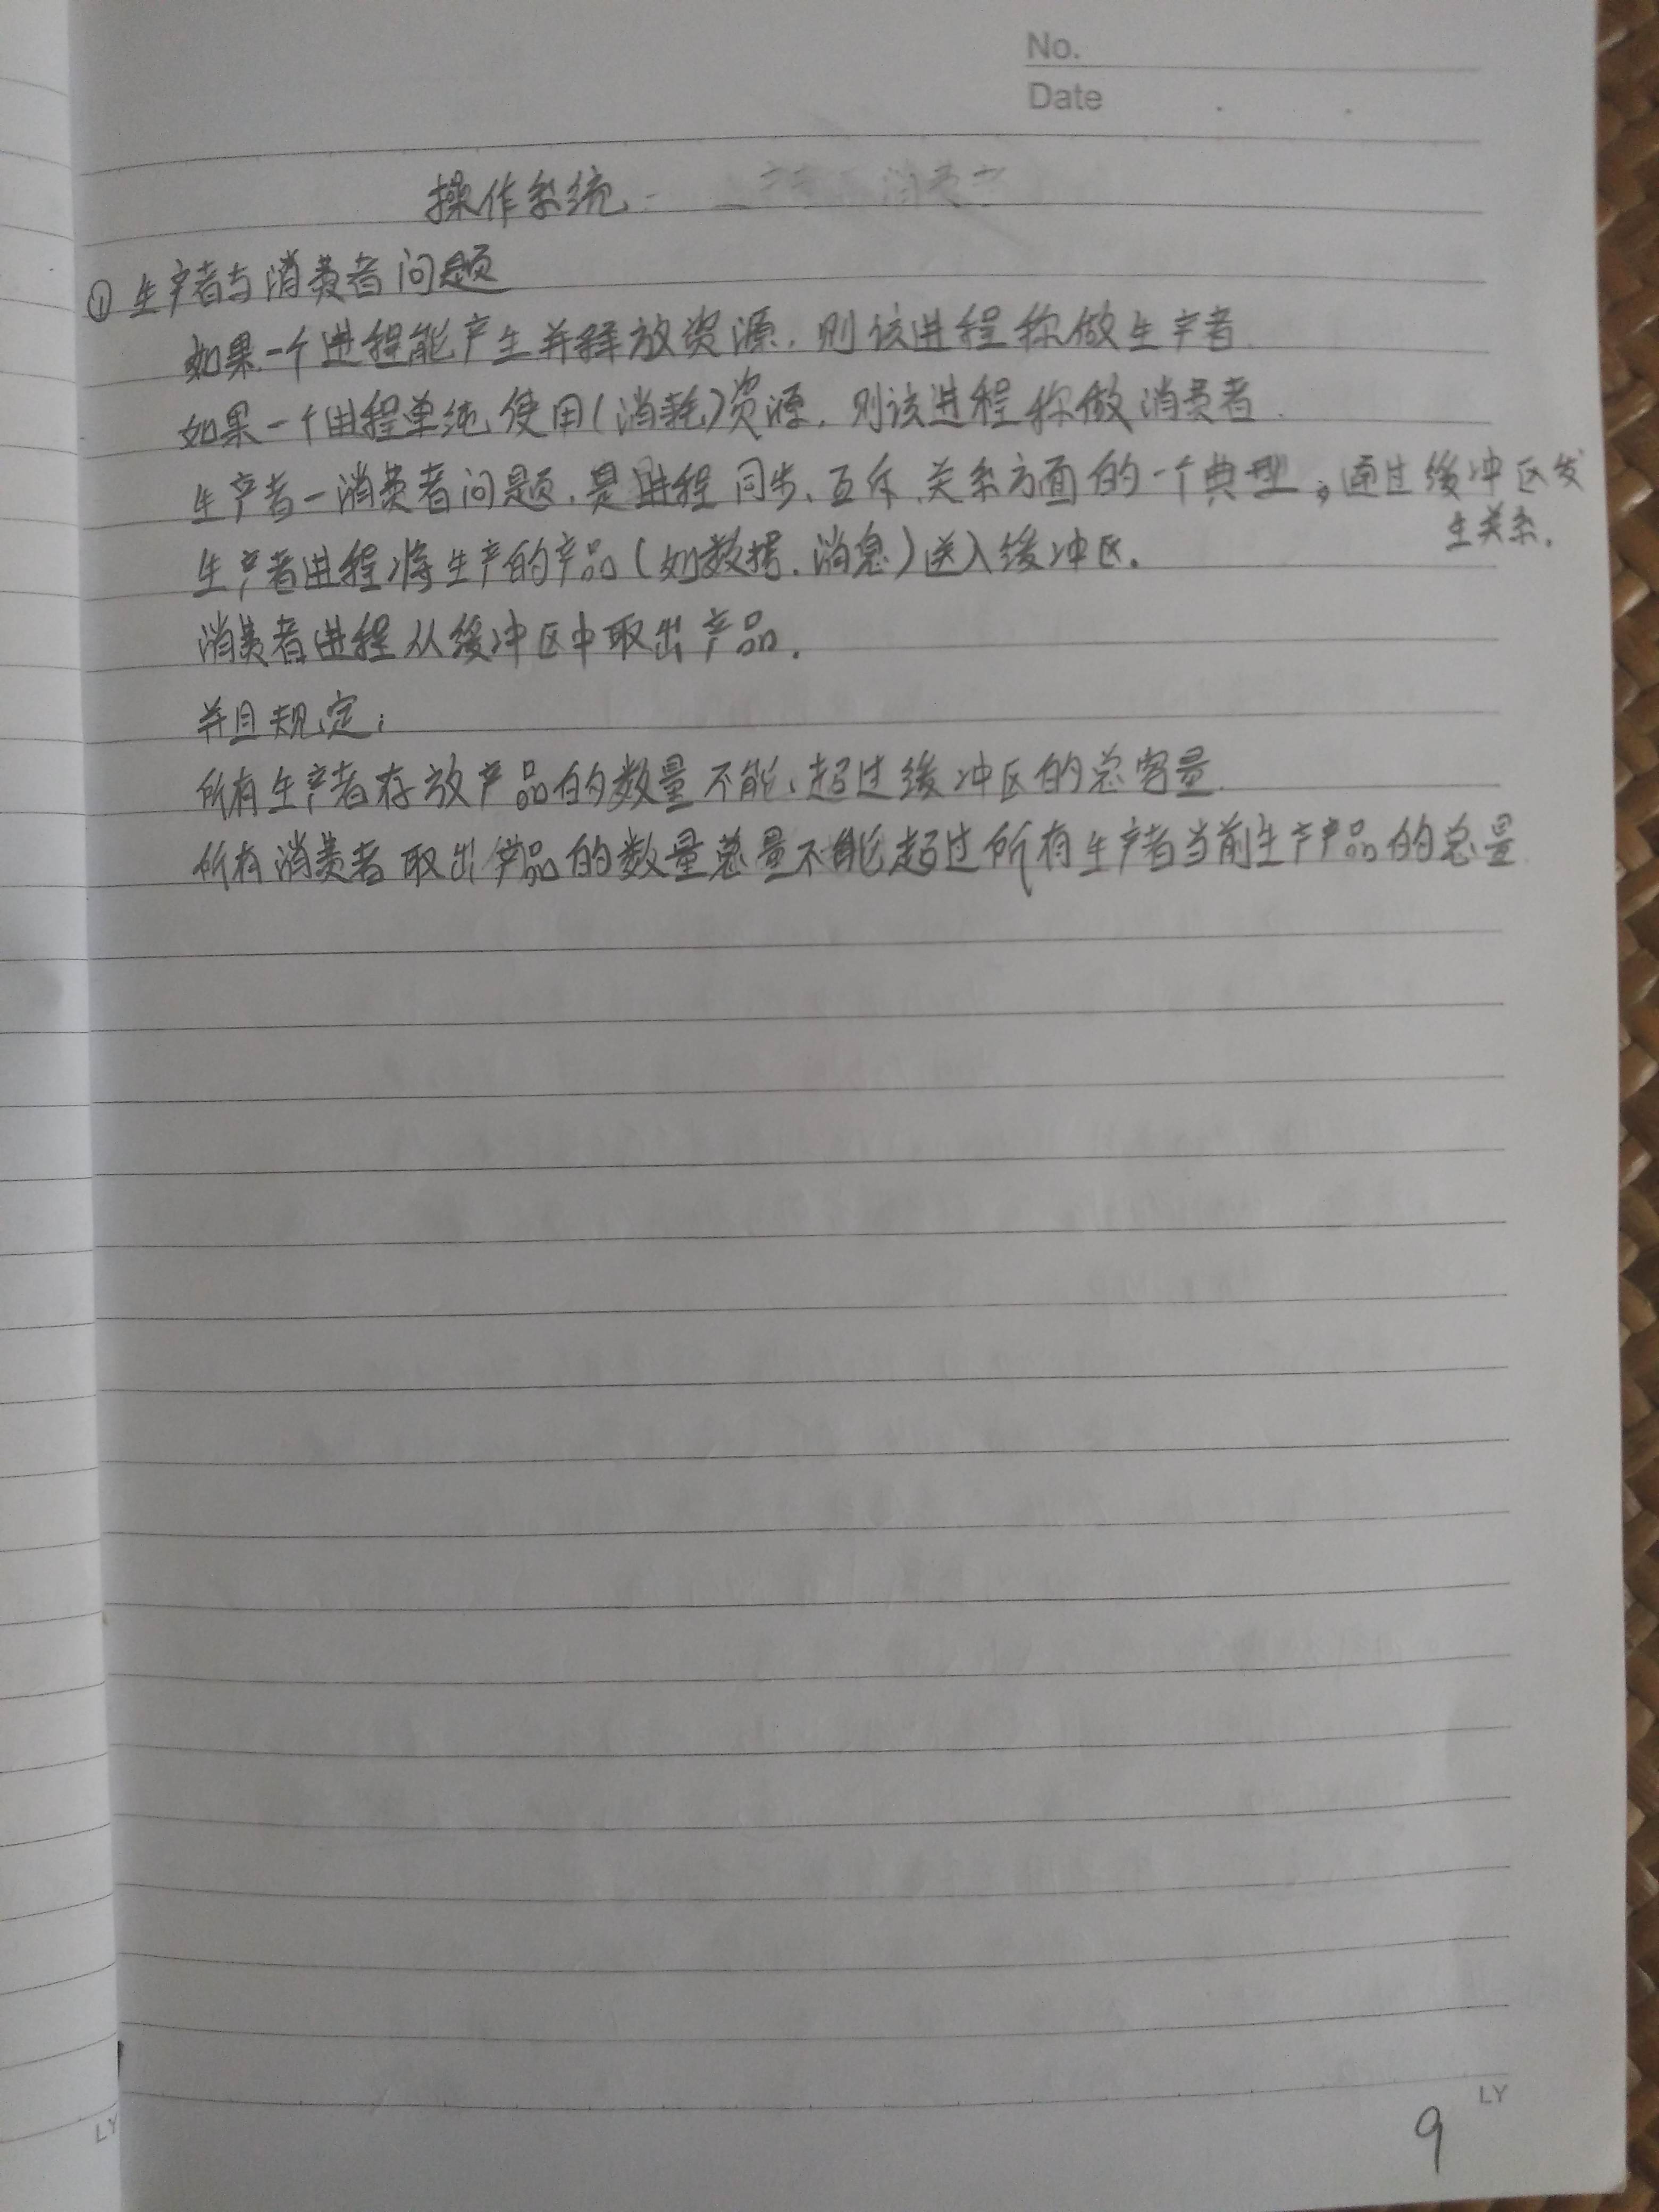 No.
Date
操作系统
① 生产者与消费者问题
如果一个进程能产生并释放资源,则该进程称做生产者.
如果一个进程单纯使用(消耗)资源,则该进程称做消费者.
生产者-消费者问题,是进程同步、互斥、关系方面的一个典型,通过缓冲区发
生关系.
生产者进程将生产的产品(如数据、消息)送入缓冲区.
消费者进程从缓冲区中取出产品.
并且规定:
所有生产者存放产品的数量不能超过缓冲区的总容量.
所有消费者取出产品的数量总量不能超过所有生产者当前生产产品的总量
LY
LY
9